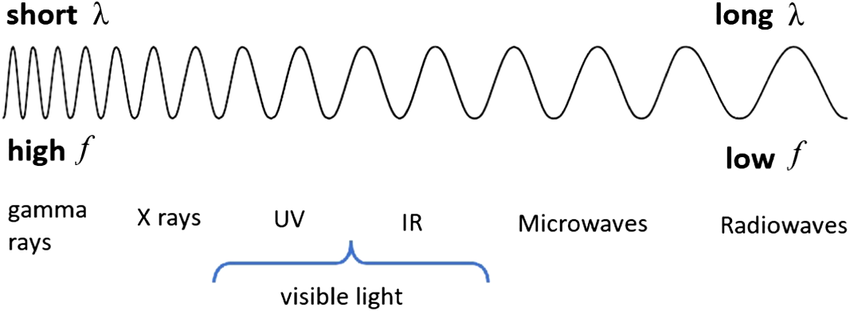 short λ
long λ
high f
low f
gamma
rays
X rays
UV
IR
Microwaves
Radiowaves
visible light